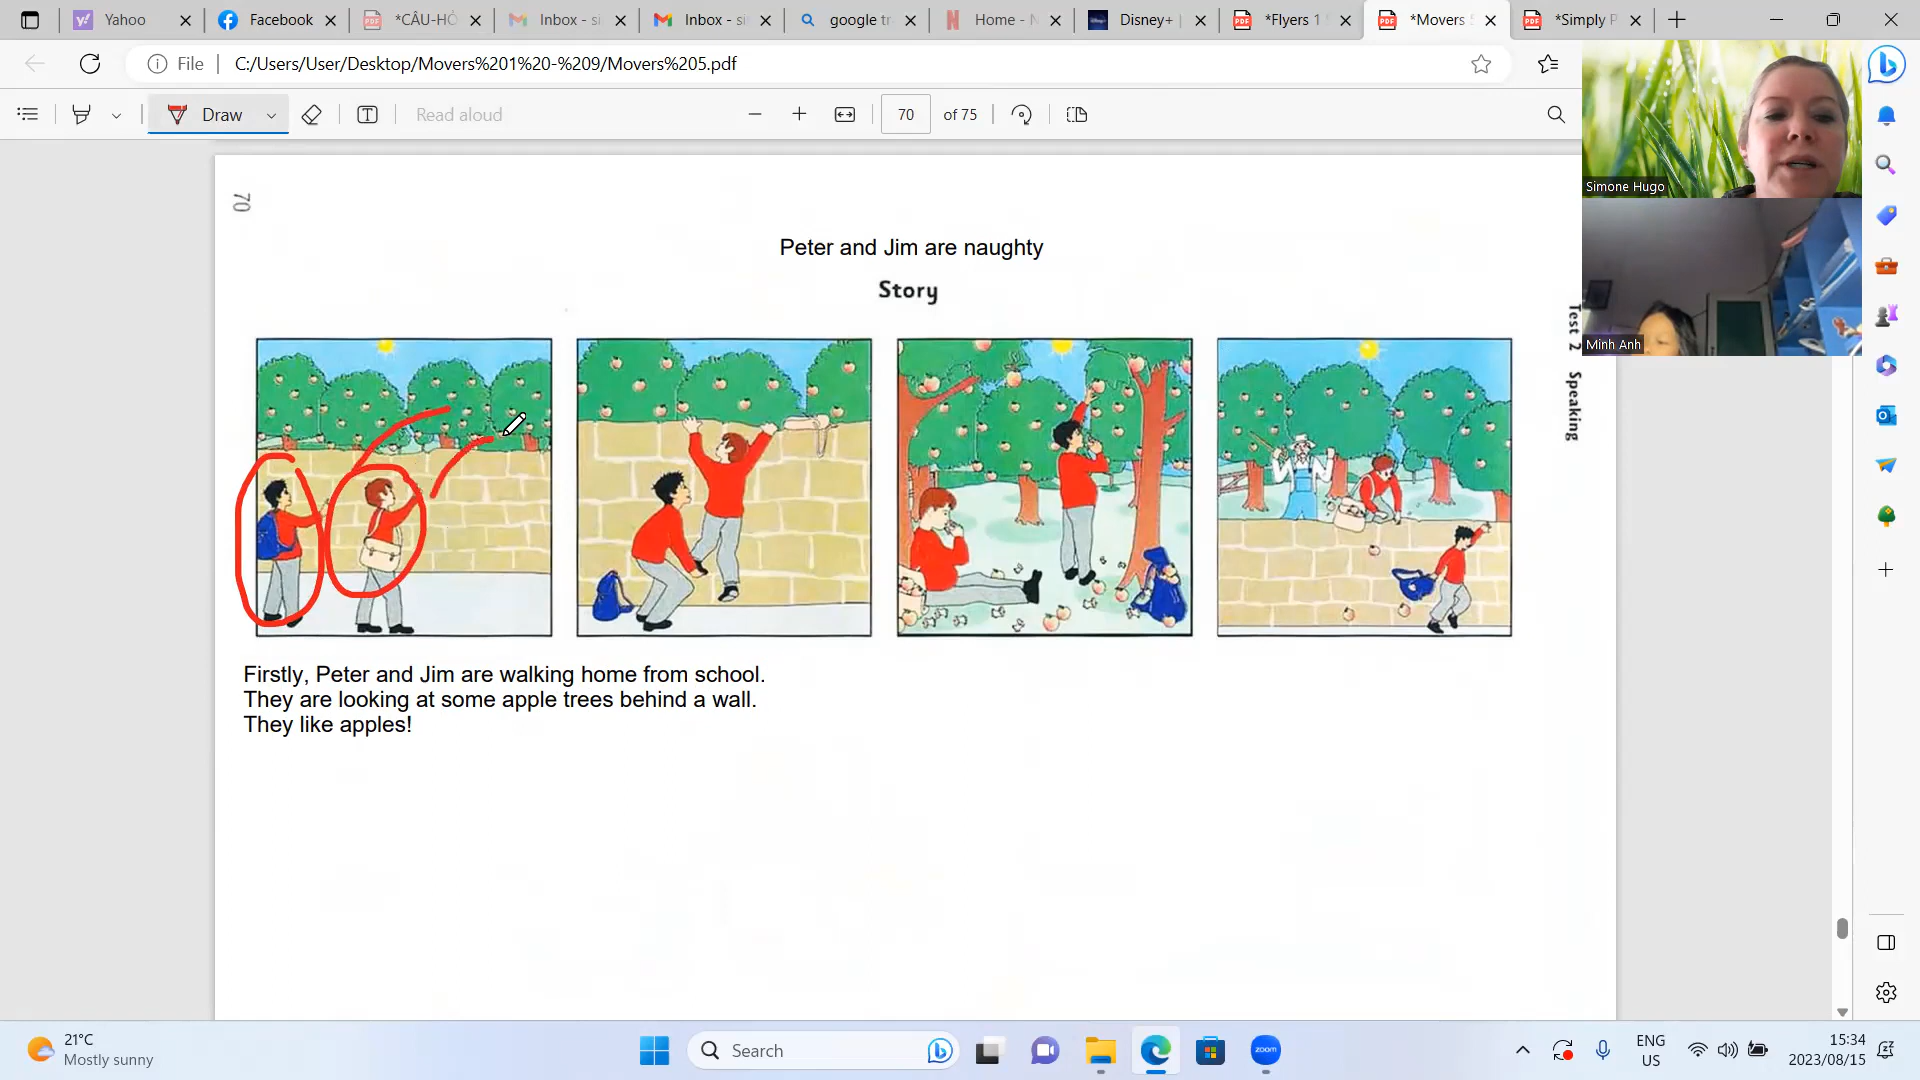 Yahoo
Facebook
*CÂU-HỎ
Inbox - si
Inbox - si
google tr
Home - N
Disney+ |
*Flyers 1
*Movers 5
*Simply P
File
C:/Users/User/Desktop/Movers%201%20-%209/Movers%205.pdf
Draw
Read aloud
70
of 75
Simone Hugo
Minh Anh
70
Peter and Jim are naughty
Story
Test 2 Speaking
Firstly, Peter and Jim are walking home from school.
They are looking at some apple trees behind a wall.
They like apples!
21°C
Mostly sunny
Search
zoom
ENG
US
15:34
2023/08/15